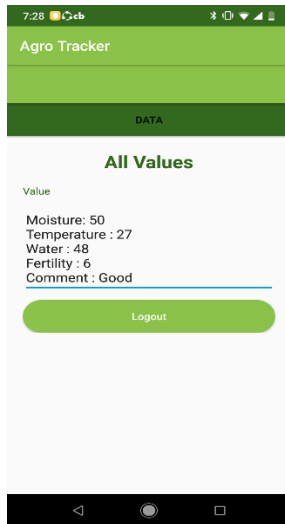 7:28
Agro Tracker
DATA
All Values
Value
Moisture: 50
Temperature : 27
Water : 48
Fertility : 6
Comment : Good
Logout